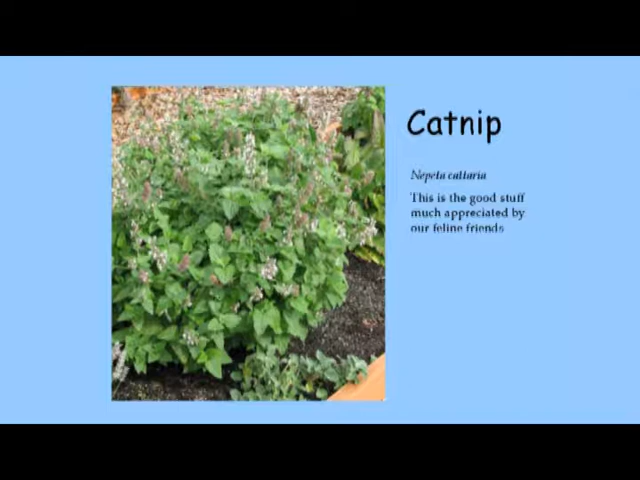 Catnip
Nepeta cattaria
This is the good stuff
much appreciated by
our feline friends